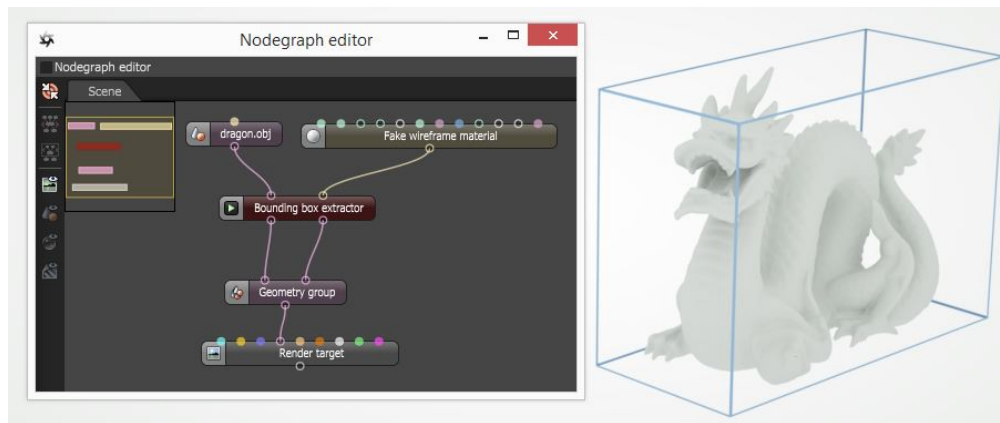 Nodegraph editor
Nodegraph editor
Scene
dragon.obj
Fake wireframe material
Bounding box extractor
Geometry group
Render target